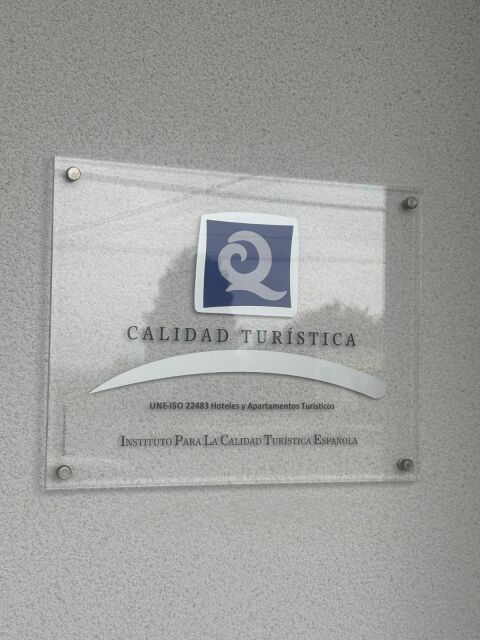 Q
CALIDAD TURÍSTICA
UNE-ISO 22483 Hoteles y Apartamentos Turísticos
INSTITUTO PARA LA CALIDAD TURÍSTICA ESPAÑOLA